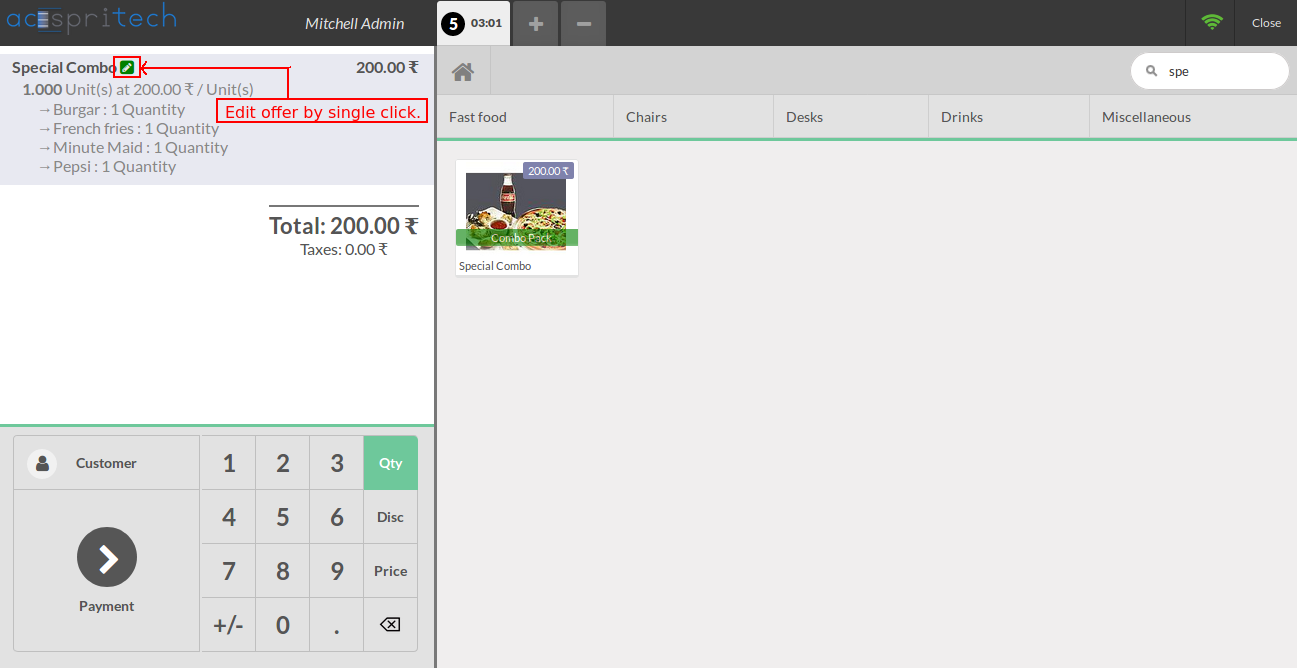 acespritech
Mitchell Admin
5 03:01
Close
Special Combo 200.00 ₹
1.000 Unit(s) at 200.00 ₹ / Unit(s)
→Burgar : 1 Quantity
→French fries : 1 Quantity
→Minute Maid : 1 Quantity
→Pepsi : 1 Quantity
Edit offer by single click.
Total: 200.00 ₹
Taxes: 0.00 ₹
spe
Fast food Chairs Desks Drinks Miscellaneous
200.00 ₹
Combo Pack
Special Combo
Customer
Payment
1 2 3 Qty
4 5 6 Disc
7 8 9 Price
+/- 0 .